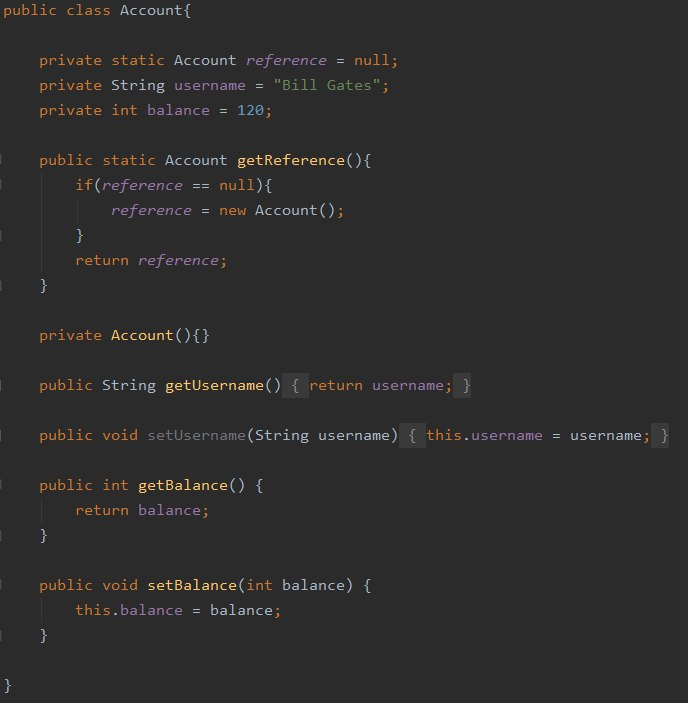 public class Account{
private static Account reference = null;
private String username = "Bill Gates";
private int balance = 120;
public static Account getReference(){
if(reference == null){
reference = new Account();
}
return reference;
}
private Account(){}
public String getUsername() { return username; }
public void setUsername(String username) { this.username = username; }
public int getBalance() {
return balance;
}
public void setBalance(int balance) {
this.balance = balance;
}
}